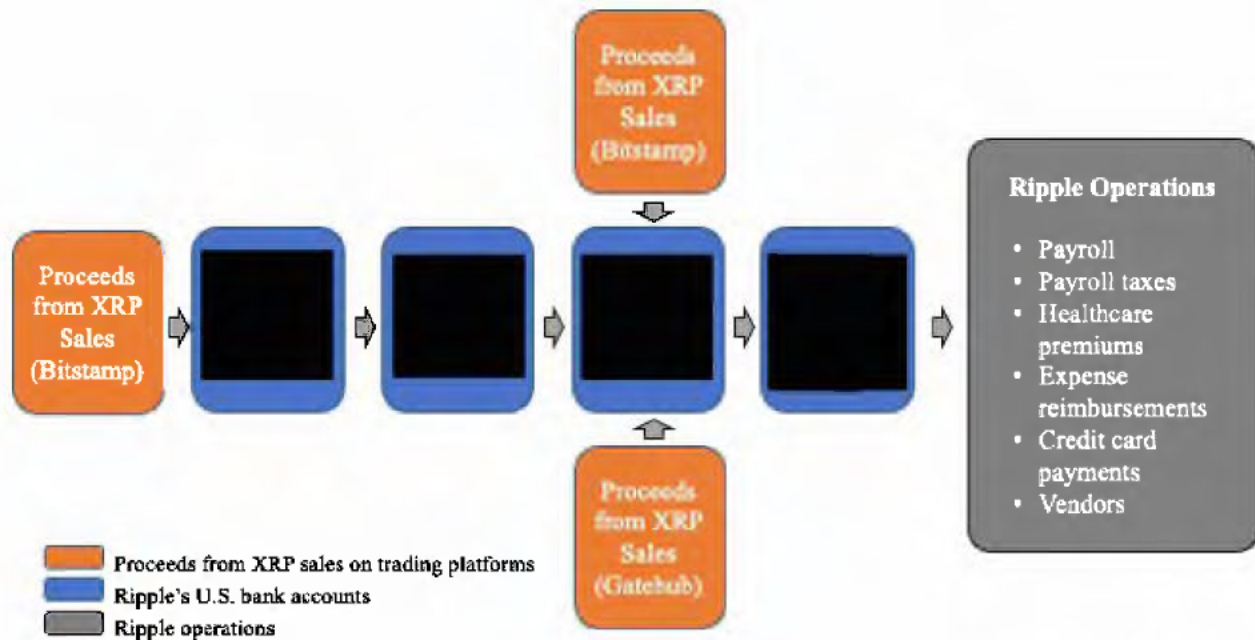 Proceeds
from XRP
Sales
(Bitstamp)
Proceeds
from XRP
Sales
(Bitstamp)
Proceeds
from XRP
Sales
(Gatehub)
Ripple Operations
• Payroll
• Payroll taxes
• Healthcare
premiums
• Expense
reimbursements
• Credit card
payments
• Vendors
Proceeds from XRP sales on trading platforms
Ripple's U.S. bank accounts
Ripple operations